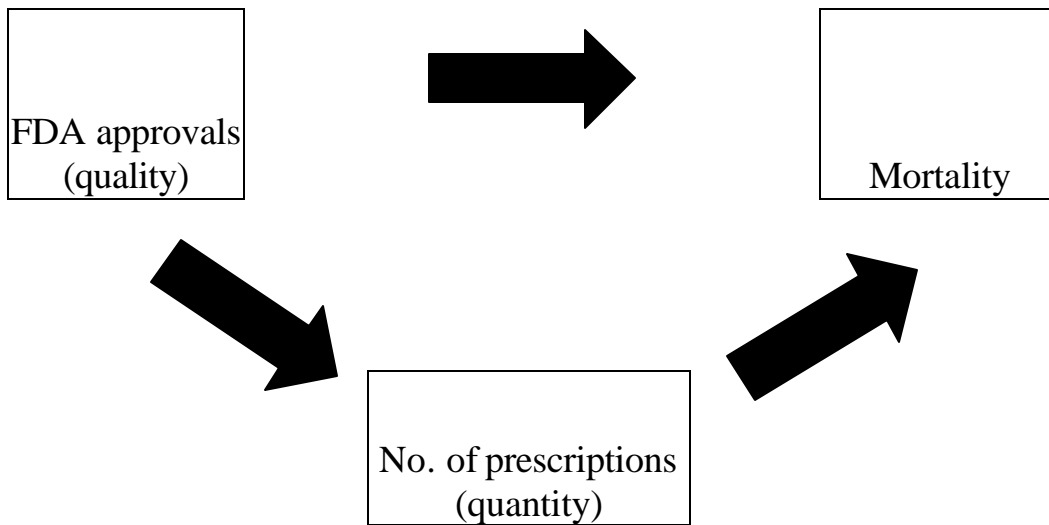 FDA approvals
(quality)
Mortality
No. of prescriptions
(quantity)